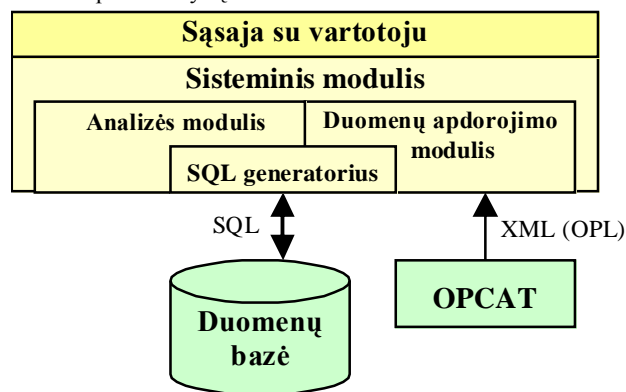 Sąsaja su vartotoju
Sisteminis modulis
Analizės modulis
Duomenų apdorojimo
modulis
SQL generatorius
SQL
XML (OPL)
OPCAT
Duomenų
bazė